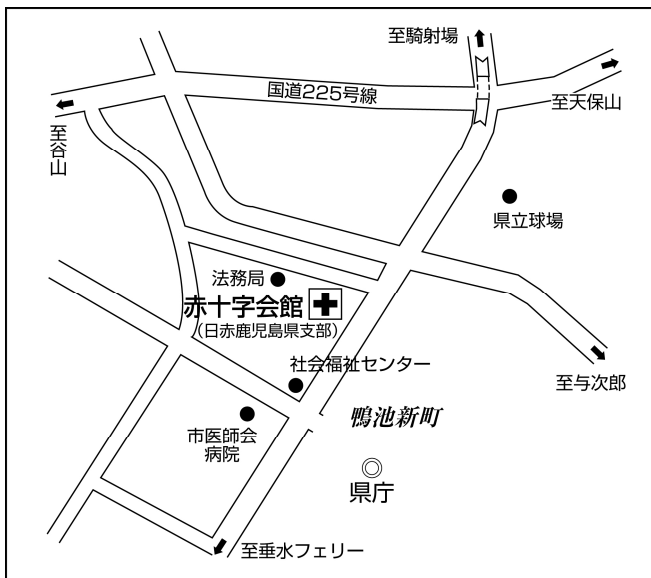 至騎射場
国道225号線
至天保山
至谷山
県立球場
法務局
赤十字会館
(日赤鹿児島県支部)
社会福祉センター
至与次郎
鴨池新町
市医師会
病院
県庁
至垂水フェリー